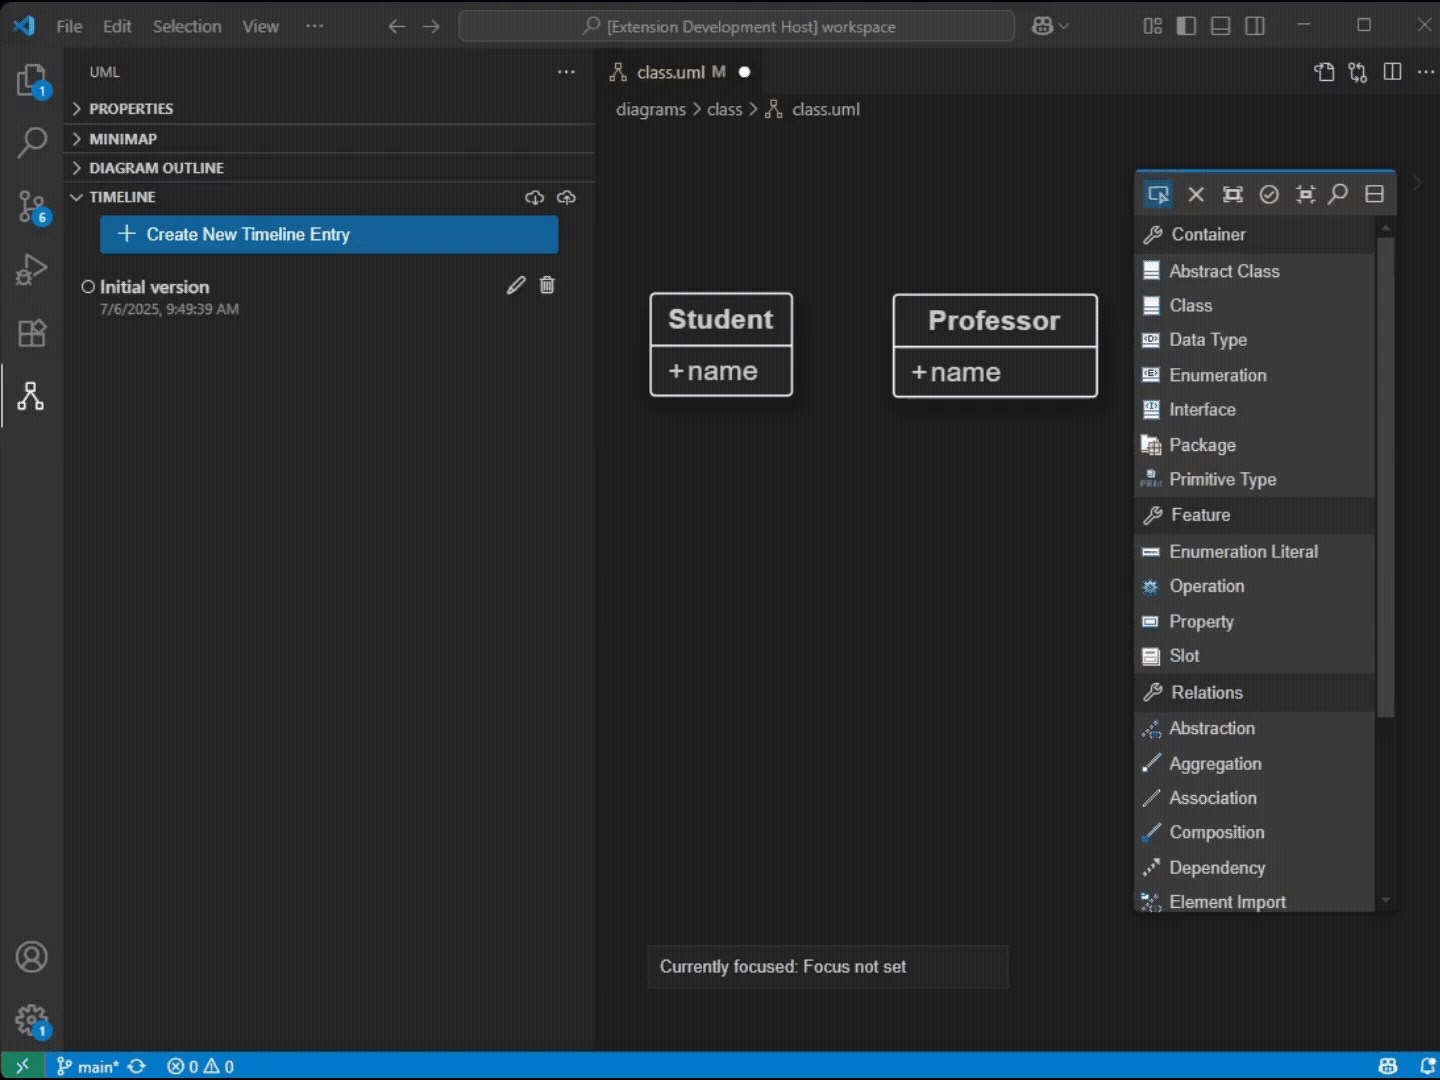 File Edit Selection View ··· [Extension Development Host] workspace
UML
class.uml M
1
PROPERTIES
diagrams > class > class.uml
MINIMAP
DIAGRAM OUTLINE
TIMELINE
6
Create New Timeline Entry
Initial version
7/6/2025, 9:49:39 AM
Student
+name
Professor
+name
Container
Abstract Class
Class
Data Type
Enumeration
Interface
Package
Primitive Type
Feature
Enumeration Literal
Operation
Property
Slot
Relations
Abstraction
Aggregation
Association
Composition
Dependency
Element Import
Currently focused: Focus not set
1
main* 0 0